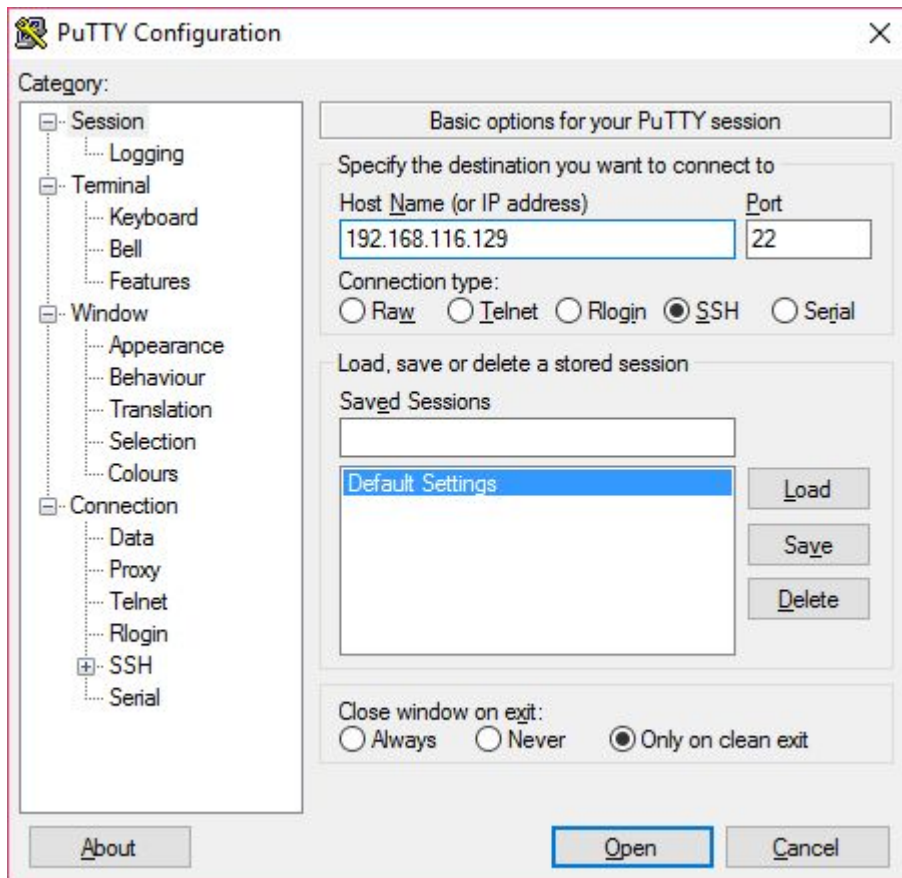 PuTTY Configuration
Category:
Session
Logging
Terminal
Keyboard
Bell
Features
Window
Appearance
Behaviour
Translation
Selection
Colours
Connection
Data
Proxy
Telnet
Rlogin
SSH
Serial
Basic options for your PuTTY session
Specify the destination you want to connect to
Host Name (or IP address) Port
192.168.116.129 22
Connection type:
Raw Telnet Rlogin SSH Serial
Load, save or delete a stored session
Saved Sessions
Default Settings
Load
Save
Delete
Close window on exit:
Always Never Only on clean exit
About Open Cancel